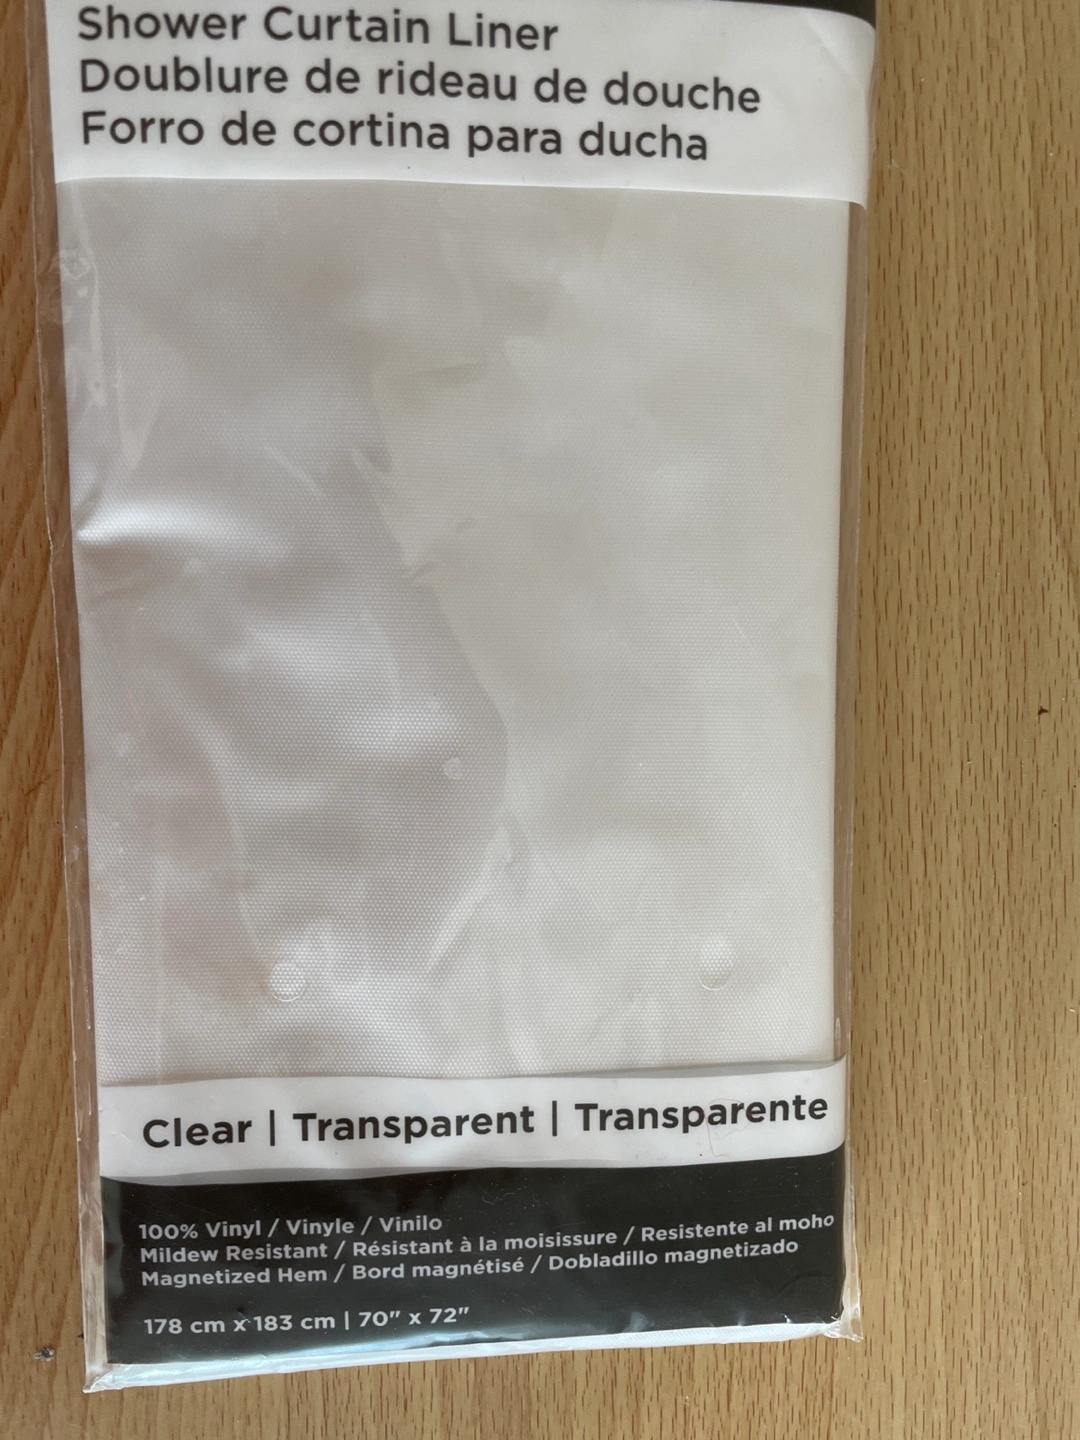 Shower Curtain Liner
Doublure de rideau de douche
Forro de cortina para ducha
Clear | Transparent | Transparente
100% Vinyl / Vinyle / Vinilo
Mildew Resistant / Résistant à la moisissure / Resistente al moho
Magnetized Hem / Bord magnétisé / Dobladillo magnetizado
178 cm x 183 cm | 70" x 72"